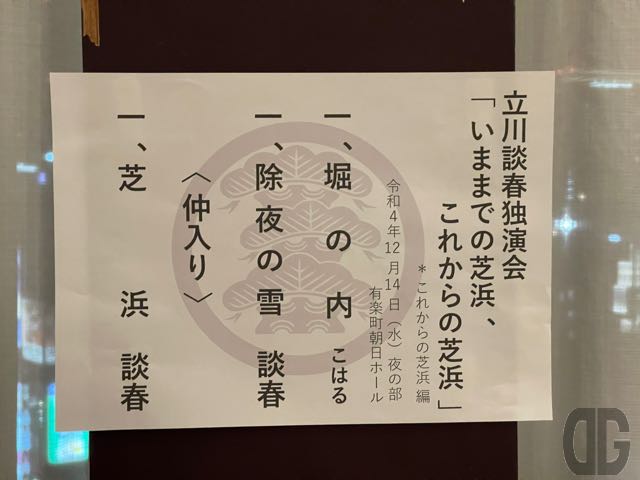 立川談春独演会
「いままでの芝浜、
これからの芝浜」
＊これからの芝浜 編
令和4年12月14日（水）夜の部
有楽町朝日ホール
一、堀の内 こはる
一、除夜の雪 談春
〈仲入り〉
一、芝浜 談春
DG